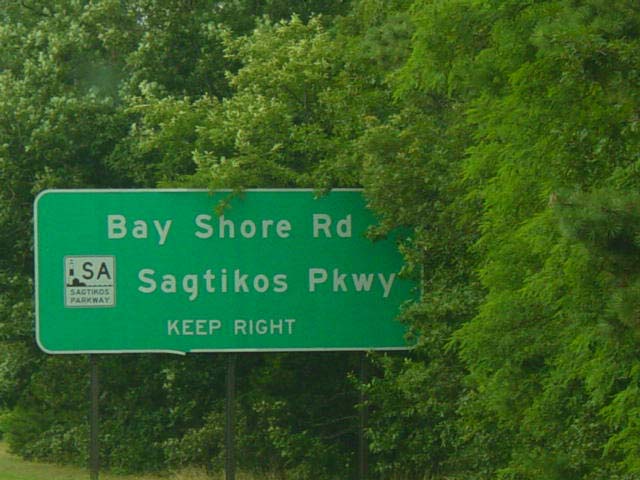 Bay Shore Rd
SA
SAGTIKOS
PARKWAY
Sagtikos Pkwy
KEEP RIGHT